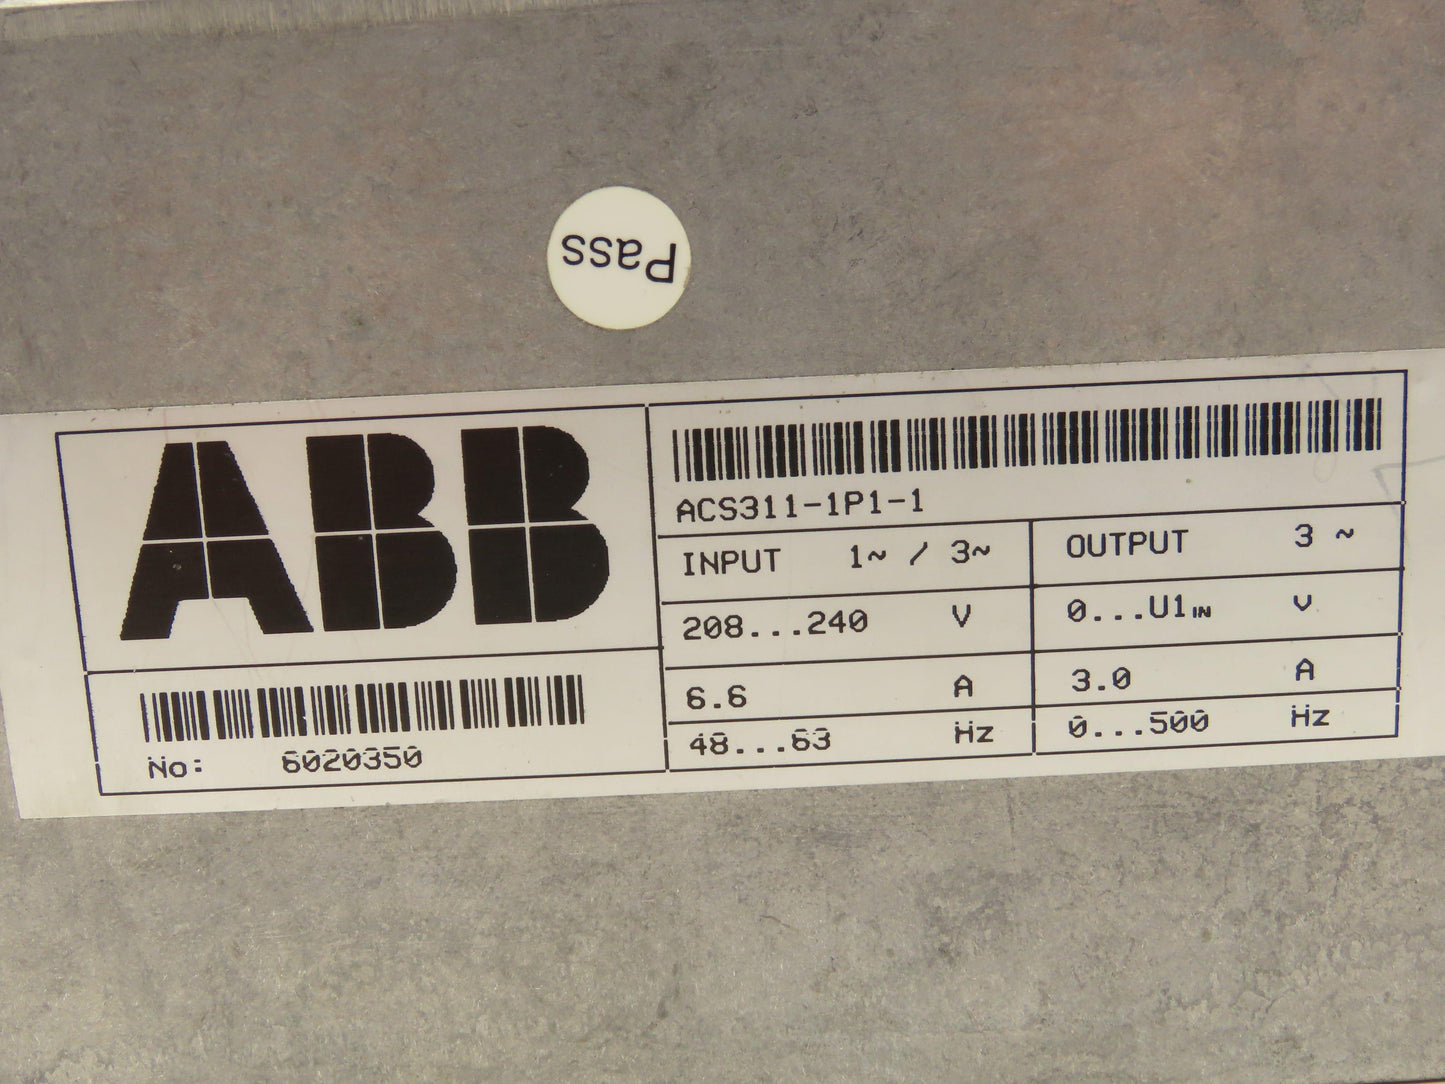 Pass
ABB
ACS311-1P1-1
INPUT 1~ / 3~
OUTPUT 3 ~
208...240 V
0...U1IN V
6.6 A
3.0 A
48...63 Hz
0...500 Hz
No: 6020350